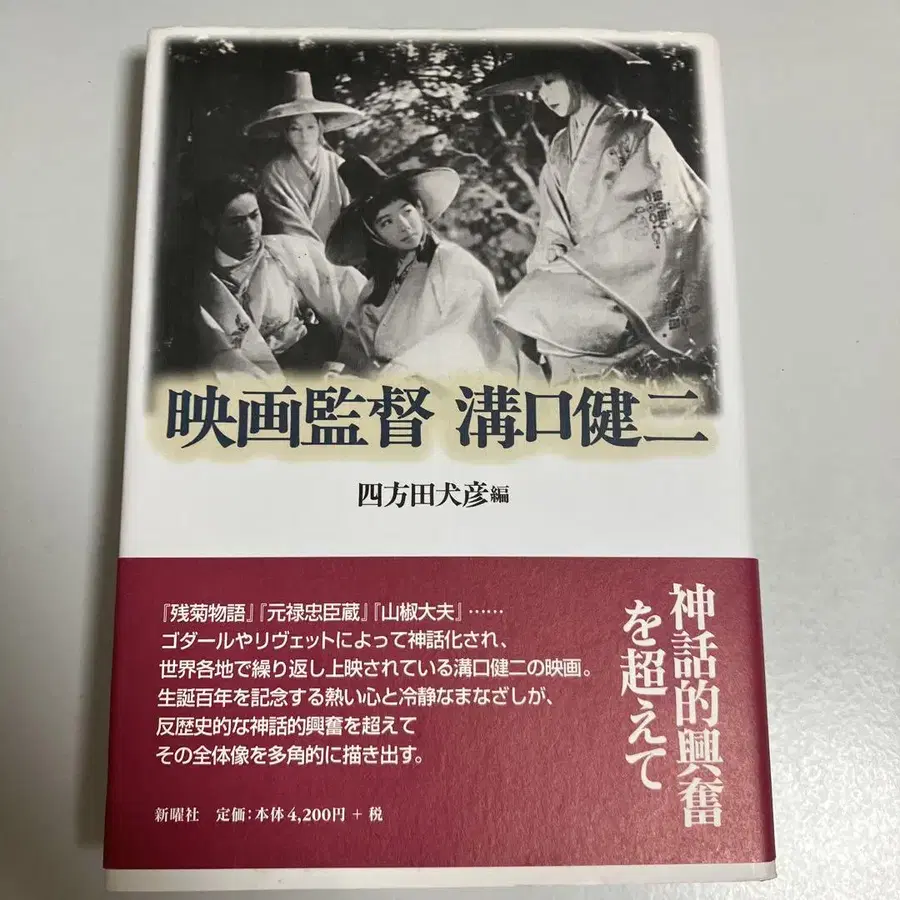 映画監督 溝口健二
四方田犬彦編
神話的興奮
を超えて
『残菊物語』『元禄忠臣蔵』『山椒大夫』……
ゴダールやリヴェットによって神話化され、
世界各地で繰り返し上映されている溝口健二の映画。
生誕百年を記念する熱い心と冷静なまなざしが、
反歴史的な神話的興奮を超えて
その全体像を多角的に描き出す。
新曜社 定価：本体4,200円 + 税